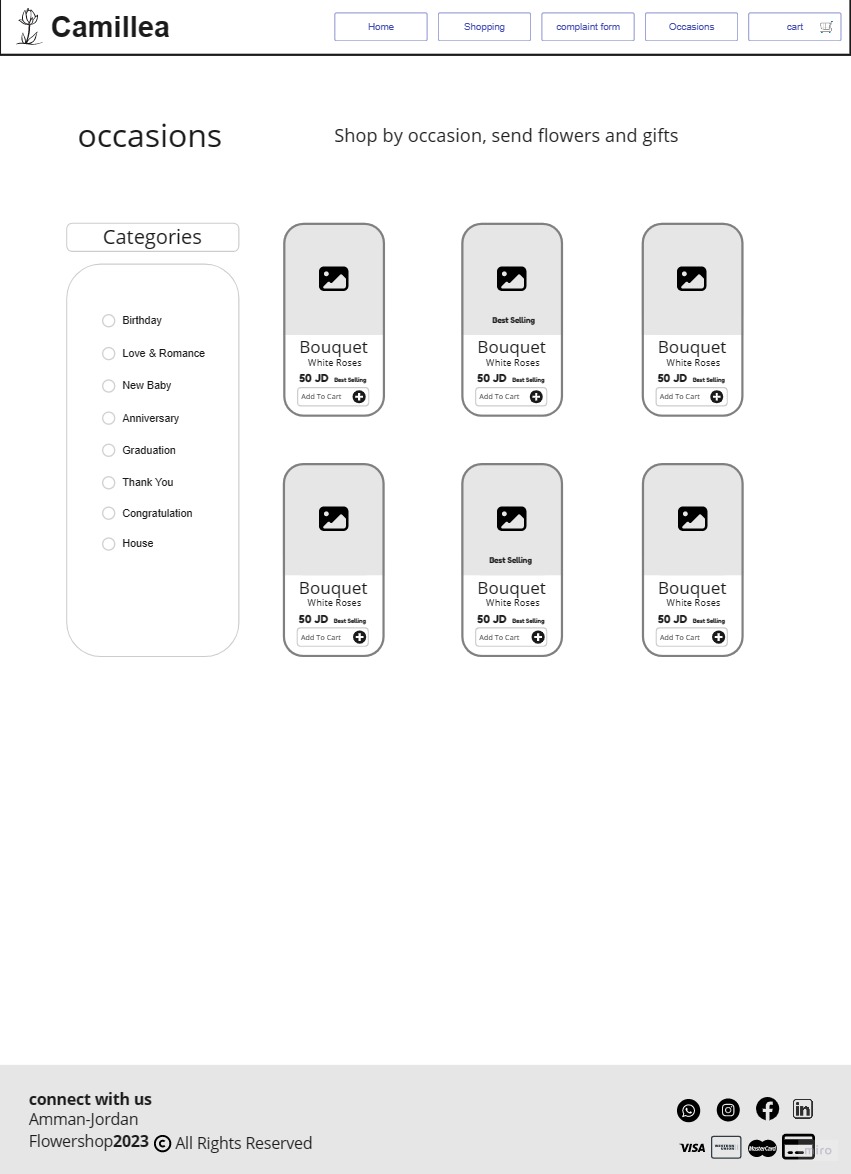 Camillea
Home
Shopping
complaint form
Occasions
cart
occasions
Shop by occasion, send flowers and gifts
Categories
Birthday
Love & Romance
New Baby
Anniversary
Graduation
Thank You
Congratulation
House
Bouquet
White Roses
50 JD Best Selling
Add To Cart
Best Selling
Bouquet
White Roses
50 JD Best Selling
Add To Cart
Bouquet
White Roses
50 JD Best Selling
Add To Cart
Bouquet
White Roses
50 JD Best Selling
Add To Cart
Best Selling
Bouquet
White Roses
50 JD Best Selling
Add To Cart
Bouquet
White Roses
50 JD Best Selling
Add To Cart
connect with us
Amman-Jordan
Flowershop2023 © All Rights Reserved
in
VISA
WESTERN UNION
MasterCard
miro